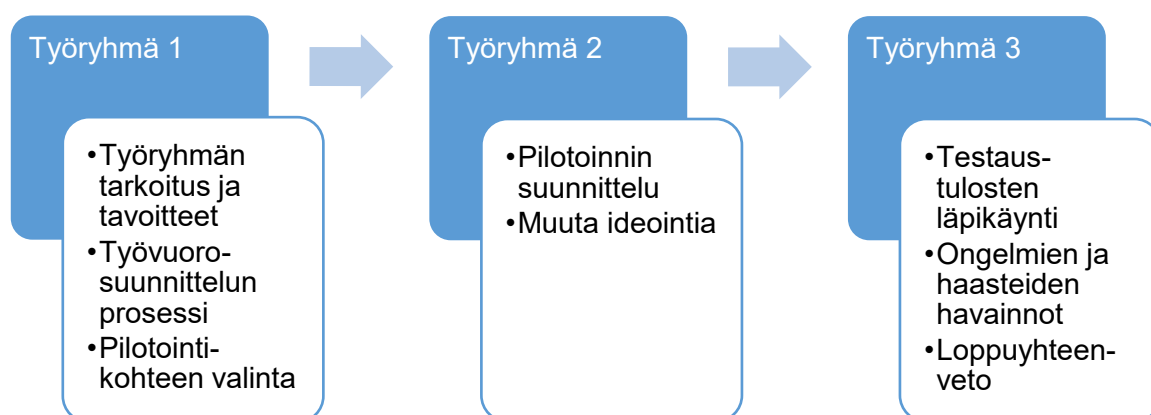 Työryhmä 1
•Työryhmän
tarkoitus ja
tavoitteet
•Työvuoro-
suunnittelun
prosessi
•Pilotointi-
kohteen valinta
Työryhmä 2
•Pilotoinnin
suunnittelu
•Muuta ideointia
Työryhmä 3
•Testaus-
tulosten
läpikäynti
•Ongelmien ja
haasteiden
havainnot
•Loppuyhteen-
veto